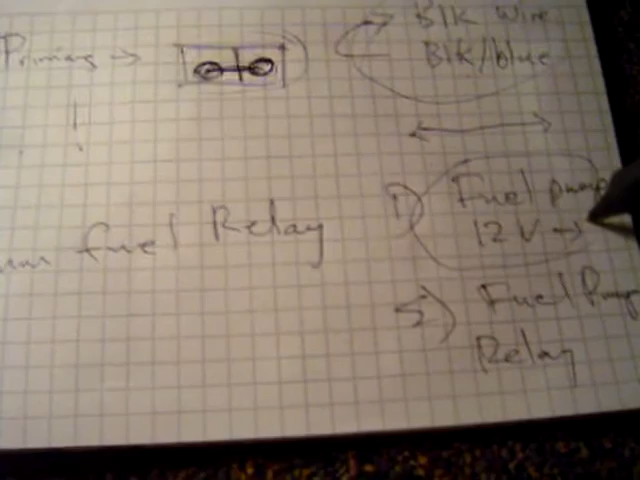 Primary →
Blk Wire
Blk/blue
fuel Relay
1) Fuel pump
12 V →
5) Fuel Pump
Relay